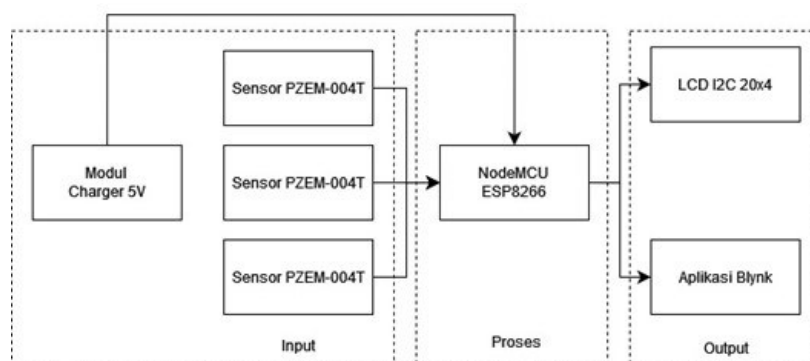 Sensor PZEM-004T
Modul
Charger 5V
Sensor PZEM-004T
Sensor PZEM-004T
Input
NodeMCU
ESP8266
Proses
LCD I2C 20x4
Aplikasi Blynk
Output